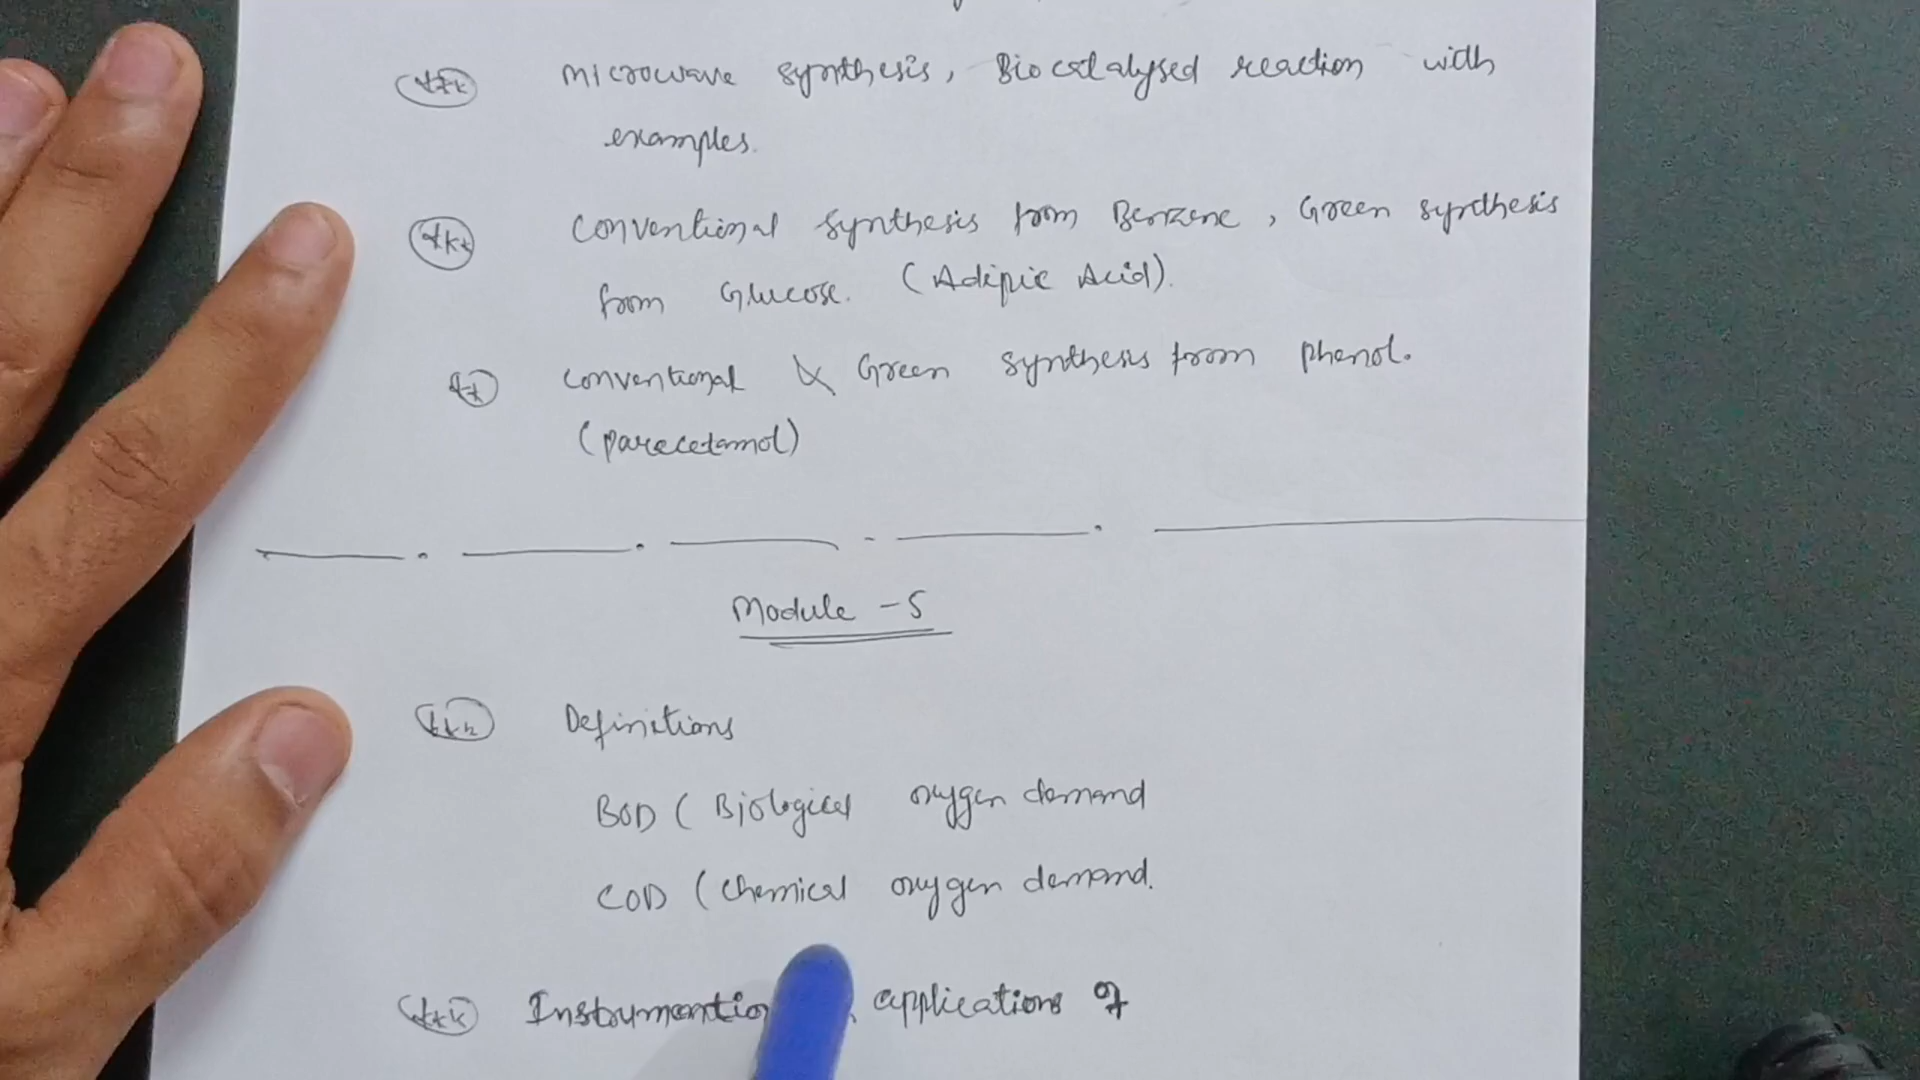 *** Microwave synthesis, Biocatalysed reaction with
examples.
*** Conventional synthesis from Benzene, Green synthesis
from Glucose. (Adipic Acid).
** Conventional & Green synthesis from phenol.
(paracetamol)
Module -5
*** Definitions
BOD (Biological oxygen demand
COD (chemical oxygen demand.
*** applications of